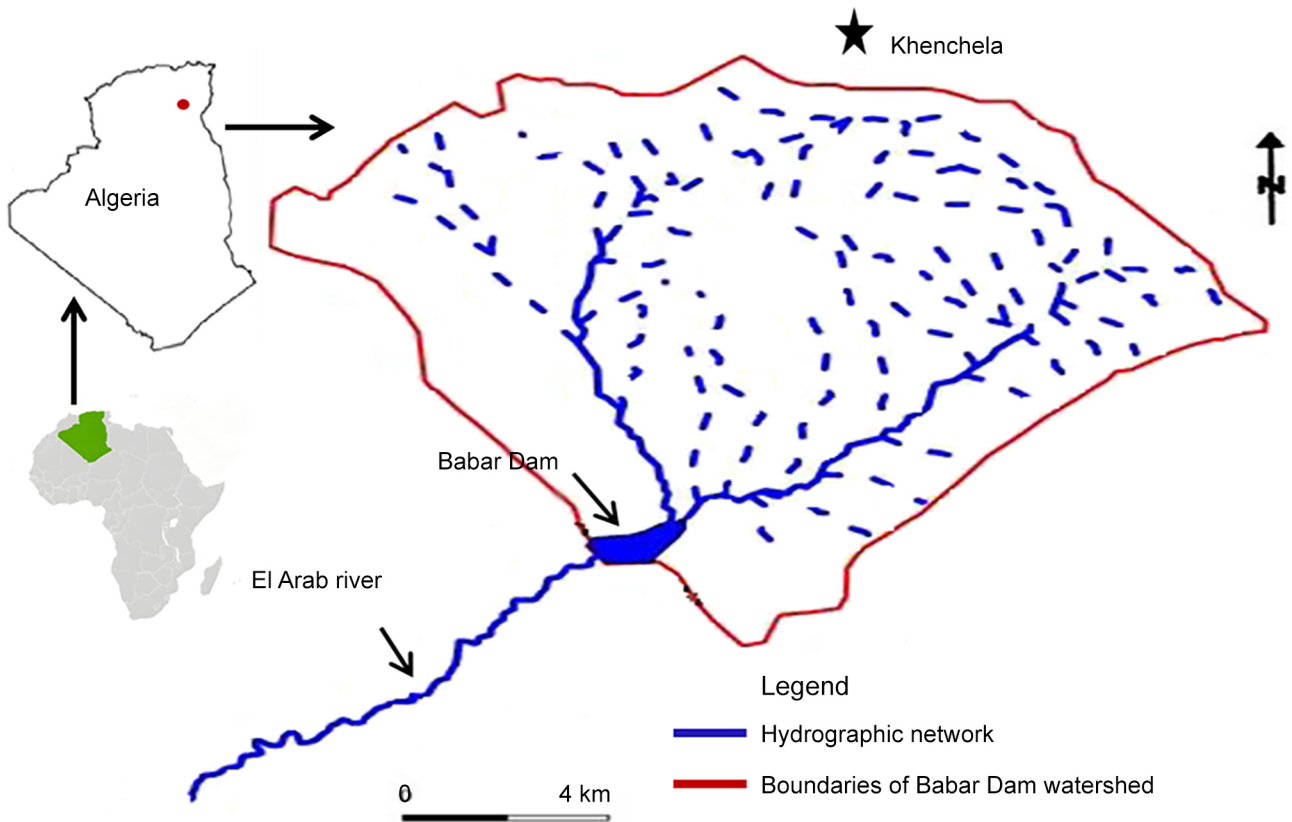 Khenchela
Algeria
N
Babar Dam
El Arab river
Legend
Hydrographic network
Boundaries of Babar Dam watershed
0 4 km